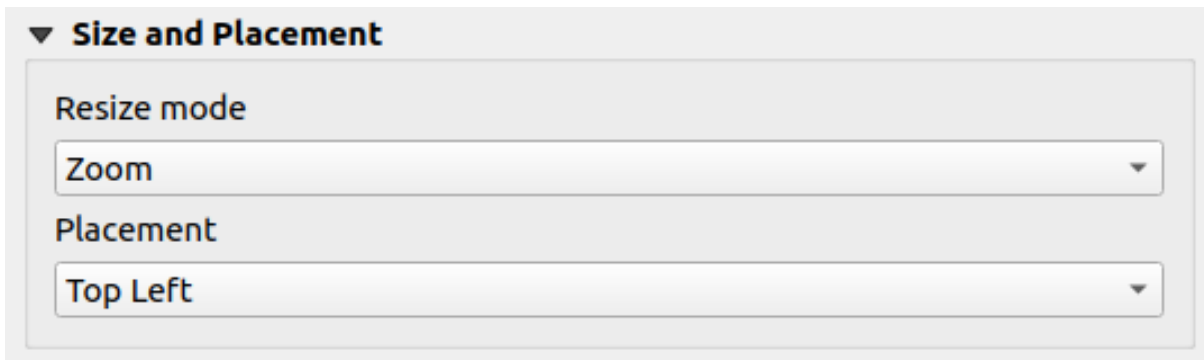 Size and Placement
Resize mode
Zoom
Placement
Top Left